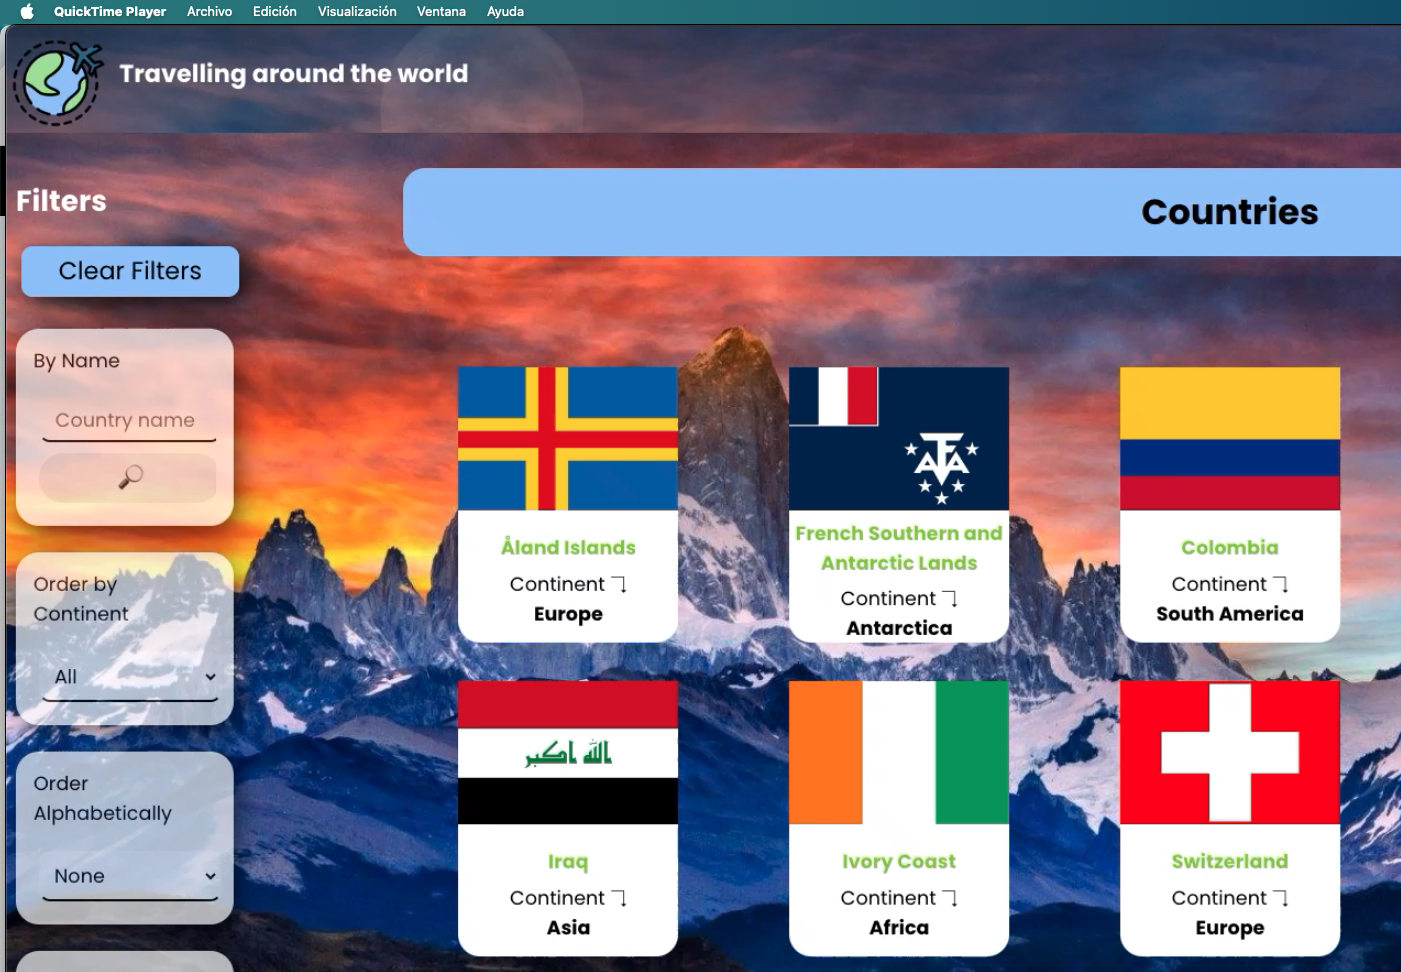 QuickTime Player Archivo Edición Visualización Ventana Ayuda
Travelling around the world
Filters
Clear Filters
By Name
Country name
Order by
Continent
All
Order
Alphabetically
None
Countries
Åland Islands
Continent
Europe
TAAF
French Southern and
Antarctic Lands
Continent
Antarctica
Colombia
Continent
South America
الله اكبر
Iraq
Continent
Asia
Ivory Coast
Continent
Africa
Switzerland
Continent
Europe